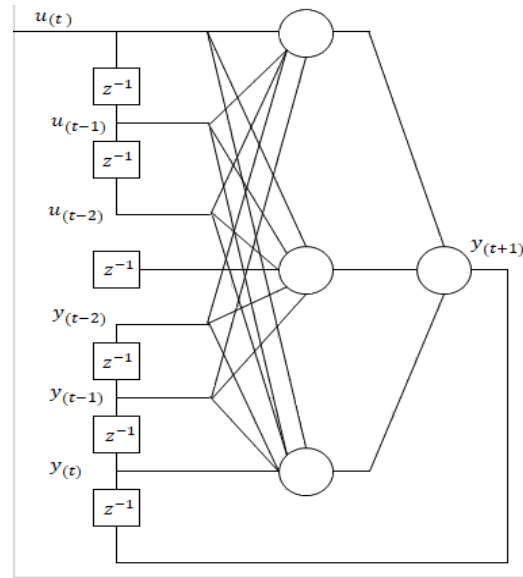 u(t)
z⁻¹
u(t−1)
z⁻¹
u(t−2)
y(t+1)
z⁻¹
y(t−2)
z⁻¹
y(t−1)
z⁻¹
y(t)
z⁻¹